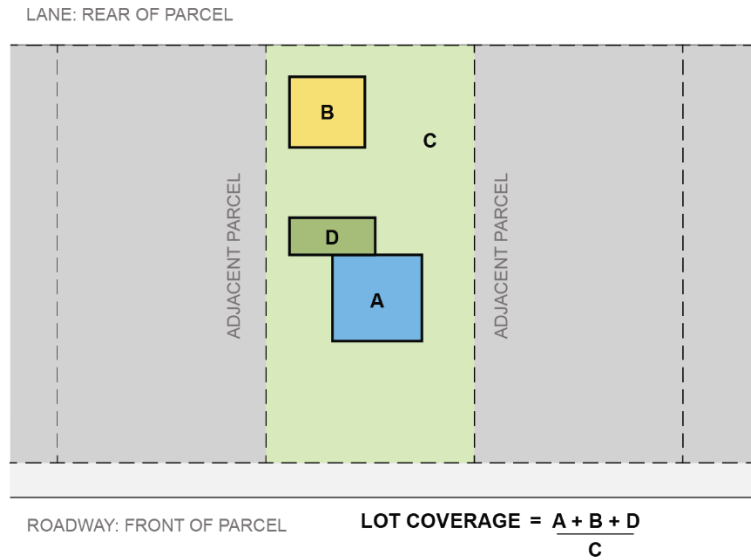 LANE: REAR OF PARCEL
B
C
ADJACENT PARCEL
ADJACENT PARCEL
D
A
ROADWAY: FRONT OF PARCEL
LOT COVERAGE = A + B + D
C